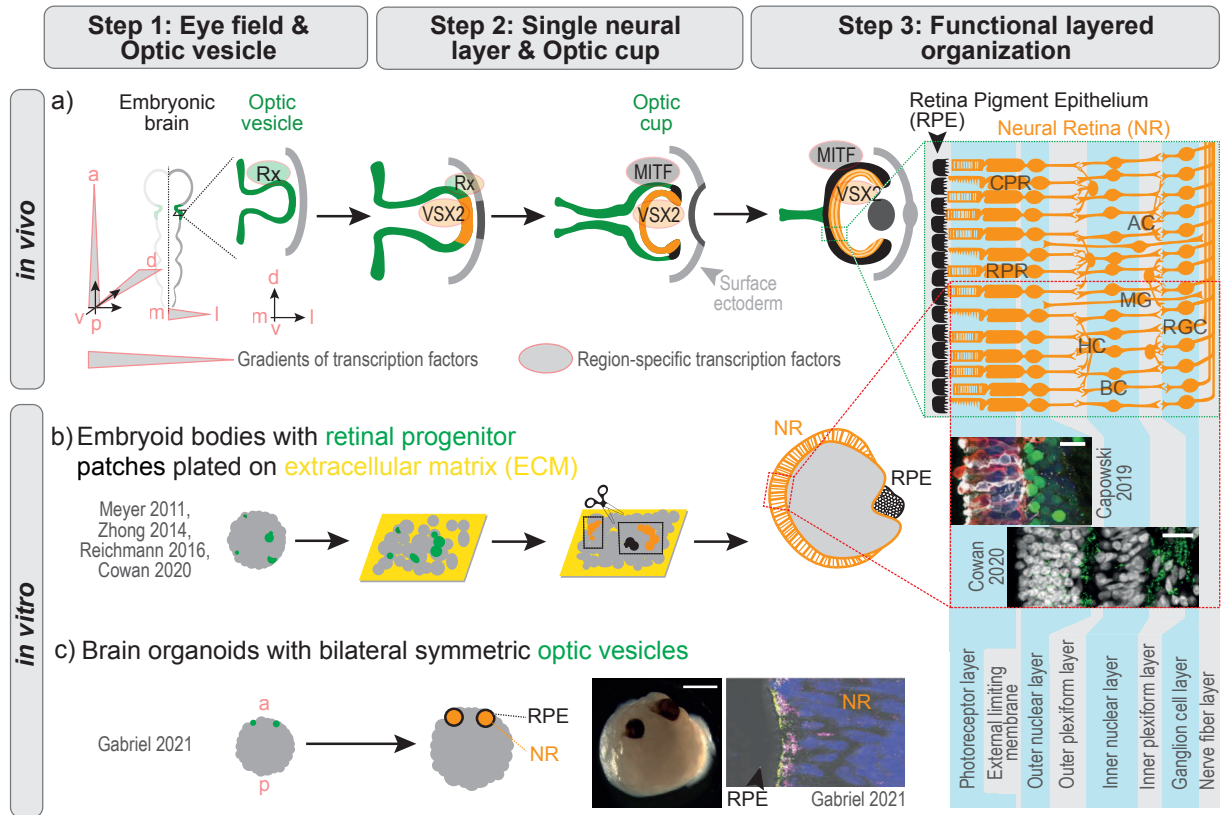 Step 1: Eye field &
Optic vesicle
Step 2: Single neural
layer & Optic cup
Step 3: Functional layered
organization
in vivo
a)
Embryonic
brain
Optic
vesicle
Optic
cup
Retina Pigment Epithelium
(RPE)
Neural Retina (NR)
a
d
v
p
m
l
d
m
v
l
Rx
Rx
VSX2
MITF
VSX2
MITF
VSX2
Surface
ectoderm
CPR
AC
RPR
MG
RGC
HC
BC
Gradients of transcription factors
Region-specific transcription factors
in vitro
b) Embryoid bodies with retinal progenitor
patches plated on extracellular matrix (ECM)
Meyer 2011,
Zhong 2014,
Reichmann 2016,
Cowan 2020
NR
RPE
Capowski
2019
Cowan
2020
c) Brain organoids with bilateral symmetric optic vesicles
Gabriel 2021
a
p
RPE
NR
NR
RPE
Gabriel 2021
Photoreceptor layer
External limiting
membrane
Outer nuclear layer
Outer plexiform layer
Inner nuclear layer
Inner plexiform layer
Ganglion cell layer
Nerve fiber layer